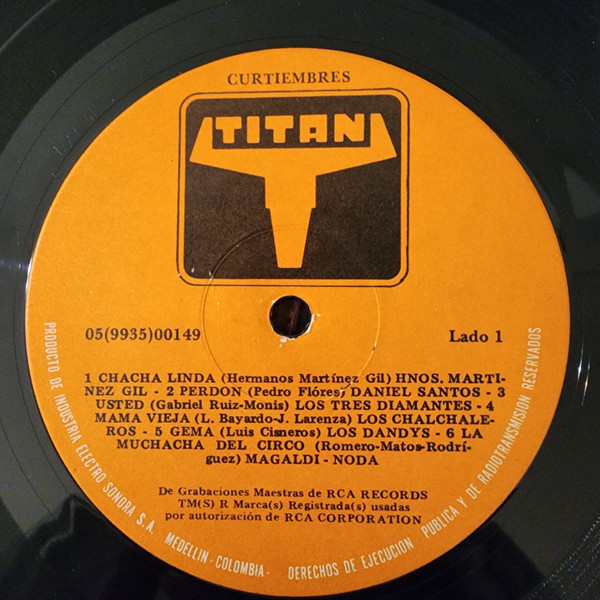 CURTIEMBRES
TITAN
05(9935)00149
Lado 1
1 CHACHA LINDA (Hermanos Martínez Gil) HNOS. MARTI-
NEZ GIL - 2 PERDON (Pedro Flóres) DANIEL SANTOS - 3
USTED (Gabriel Ruiz-Monis) LOS TRES DIAMANTES - 4
MAMA VIEJA (L. Bayardo-J. Larenza) LOS CHALCHALE-
ROS - 5 GEMA (Luis Cisneros) LOS DANDYS - 6 LA
MUCHACHA DEL CIRCO (Romero-Matos-Rodrí-
guez) MAGALDI - NODA
De Grabaciones Maestras de RCA RECORDS
TM(S) R Marca(s) Registrada(s) usadas
por autorización de RCA CORPORATION
PRODUCTO DE INDUSTRIA ELECTRO SONORA S.A. MEDELLIN-COLOMBIA- DERECHOS DE EJECUCION PUBLICA Y DE RADIOTRANSMISION RESERVADOS